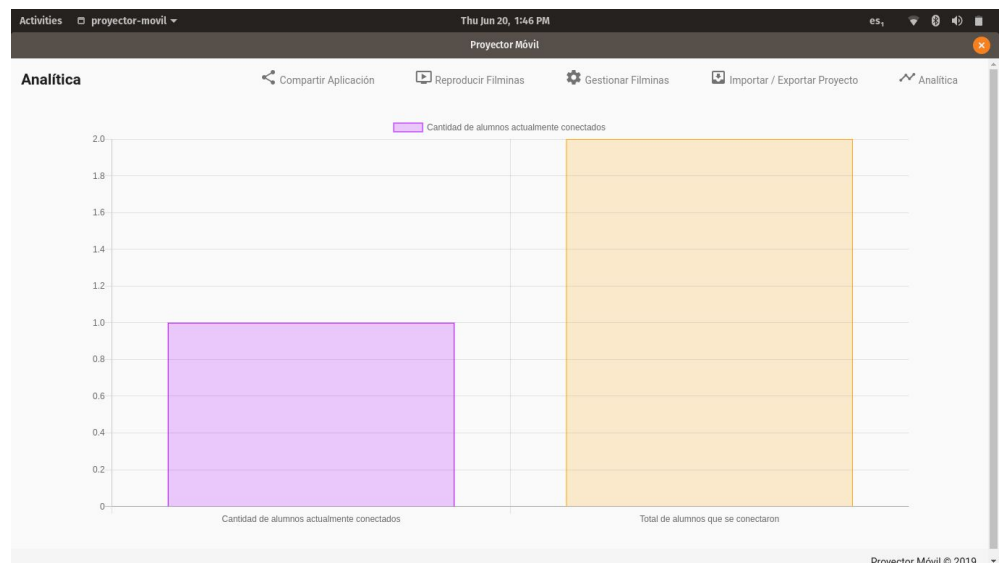 Activities proyector-movil Thu Jun 20, 1:46 PM es₁
Proyector Móvil
Analítica Compartir Aplicación Reproducir Filminas Gestionar Filminas Importar / Exportar Proyecto Analítica
Cantidad de alumnos actualmente conectados
2.0
1.8
1.6
1.4
1.2
1.0
0.8
0.6
0.4
0.2
0
Cantidad de alumnos actualmente conectados Total de alumnos que se conectaron
Proyector Móvil © 2019